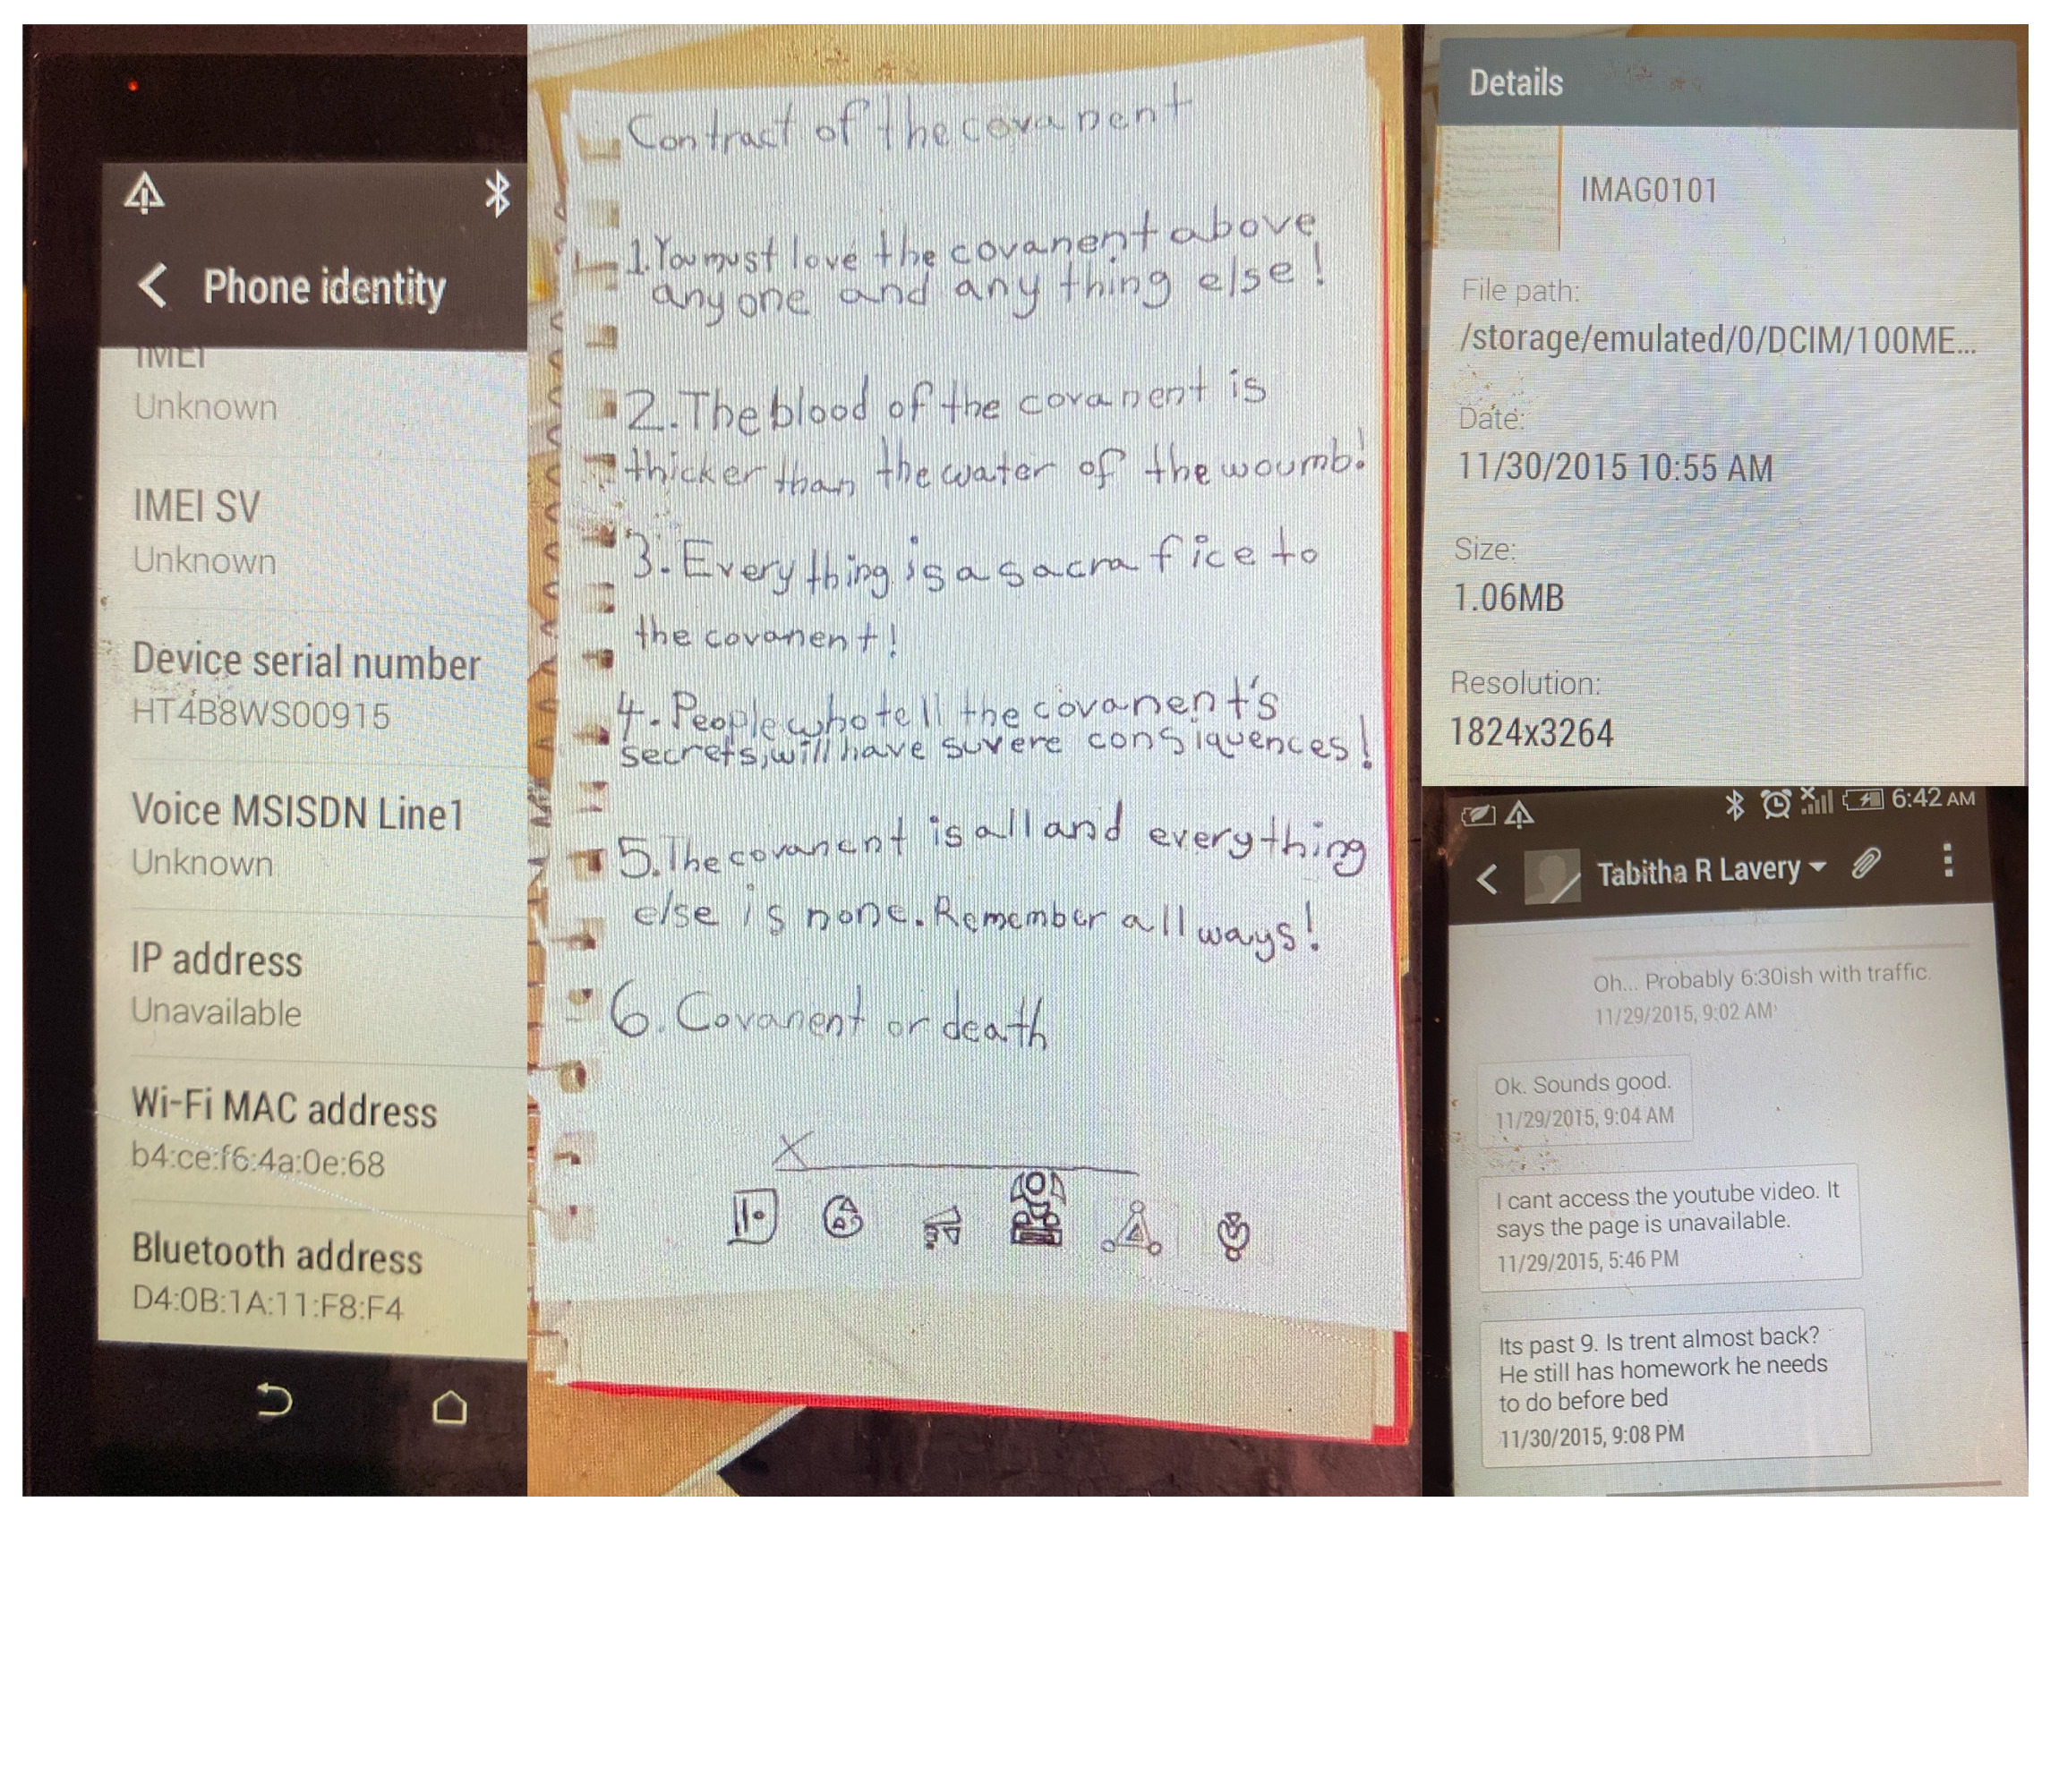 Phone identity
IMEI
Unknown
IMEI SV
Unknown
Device serial number
HT4B8WS00915
Voice MSISDN Line1
Unknown
IP address
Unavailable
Wi-Fi MAC address
b4:ce:f6:4a:0e:68
Bluetooth address
D4:0B:1A:11:F8:F4
Contract of the covanent
1. You must love the covanent above
anyone and any thing else!
2. The blood of the covanent is
thicker than the water of the woumb!
3. Every thing is a sacrafice to
the covanent!
4. People who tell the covanent's
secrets, will have suvere consiquences!
5. The covanent is all and everything
else is none. Remember all ways!
6. Covanent or death
X
Details
IMAG0101
File path:
/storage/emulated/0/DCIM/100ME...
Date:
11/30/2015 10:55 AM
Size:
1.06MB
Resolution:
1824x3264
6:42 AM
Tabitha R Lavery
Oh... Probably 6:30ish with traffic.
11/29/2015, 9:02 AM
Ok. Sounds good.
11/29/2015, 9:04 AM
I cant access the youtube video. It
says the page is unavailable.
11/29/2015, 5:46 PM
Its past 9. Is trent almost back?
He still has homework he needs
to do before bed
11/30/2015, 9:08 PM